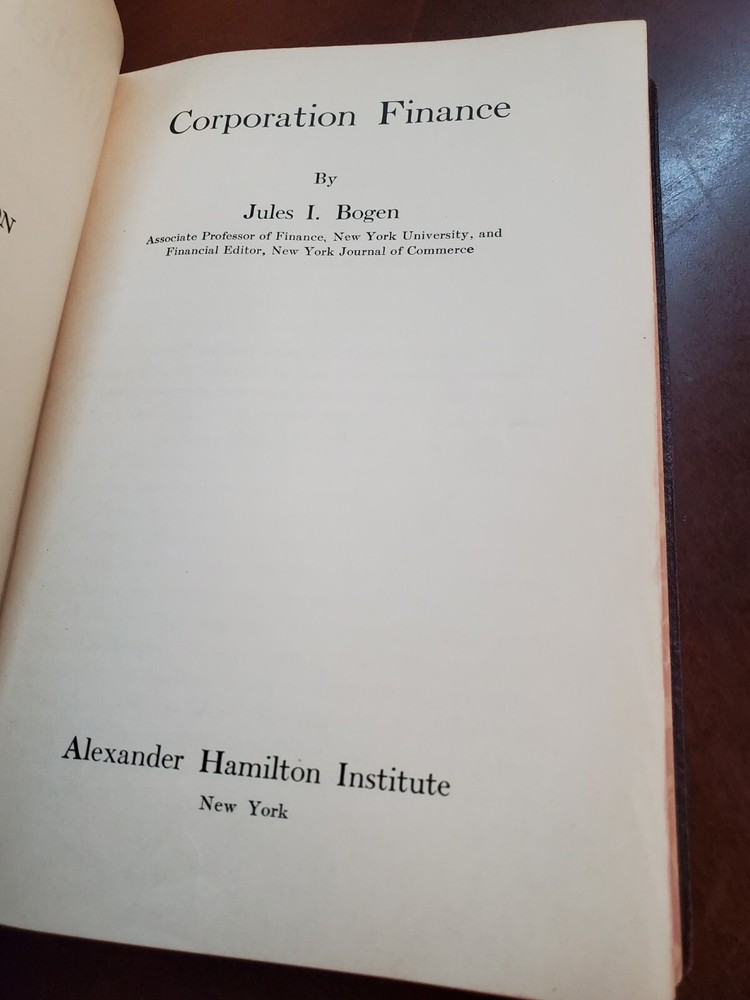 Corporation Finance
By
Jules I. Bogen
Associate Professor of Finance, New York University, and
Financial Editor, New York Journal of Commerce
Alexander Hamilton Institute
New York